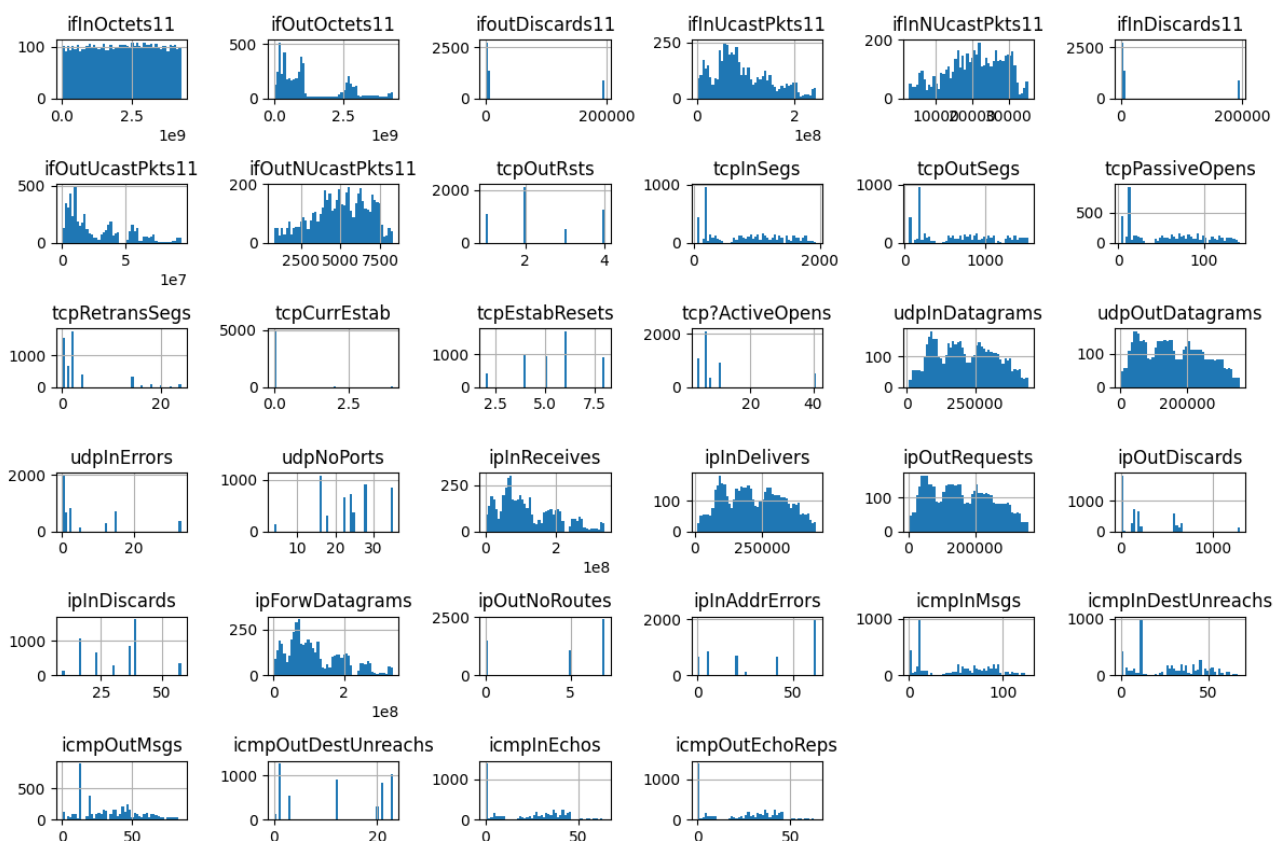 ifInOctets11 ifOutOctets11 ifoutDiscards11 ifInUcastPkts11 ifInNUcastPkts11 ifInDiscards11
100 500 2500 250 200 2500
0 0 0 0 0 0
0.0 2.5 0.0 2.5 0 200000 0 2 10000 20000 30000 0 200000
1e9 1e9 1e8
ifOutUcastPkts11 ifOutNUcastPkts11 tcpOutRsts tcpInSegs tcpOutSegs tcpPassiveOpens
500 200 2000 1000 1000 500
0 0 0 0 0 0
0 5 2500 5000 7500 2 4 0 2000 0 1000 0 100
1e7
tcpRetransSegs tcpCurrEstab tcpEstabResets tcp?ActiveOpens udpInDatagrams udpOutDatagrams
1000 5000 1000 2000 100 100
0 0 0 0 0 0
0 20 0.0 2.5 2.5 5.0 7.5 20 40 0 250000 0 200000
udpInErrors udpNoPorts ipInReceives ipInDelivers ipOutRequests ipOutDiscards
2000 1000 250 100 100 1000
0 0 0 0 0 0
0 20 10 20 30 0 2 250000 0 200000 0 1000
1e8
ipInDiscards ipForwDatagrams ipOutNoRoutes ipInAddrErrors icmpInMsgs icmpInDestUnreachs
1000 250 2500 2000 1000 1000
0 0 0 0 0 0
25 50 0 2 0 5 0 50 0 100 0 50
1e8
icmpOutMsgs icmpOutDestUnreachs icmpInEchos icmpOutEchoReps
500 1000 1000 1000
0 0 0 0
0 50 0 20 0 50 0 50